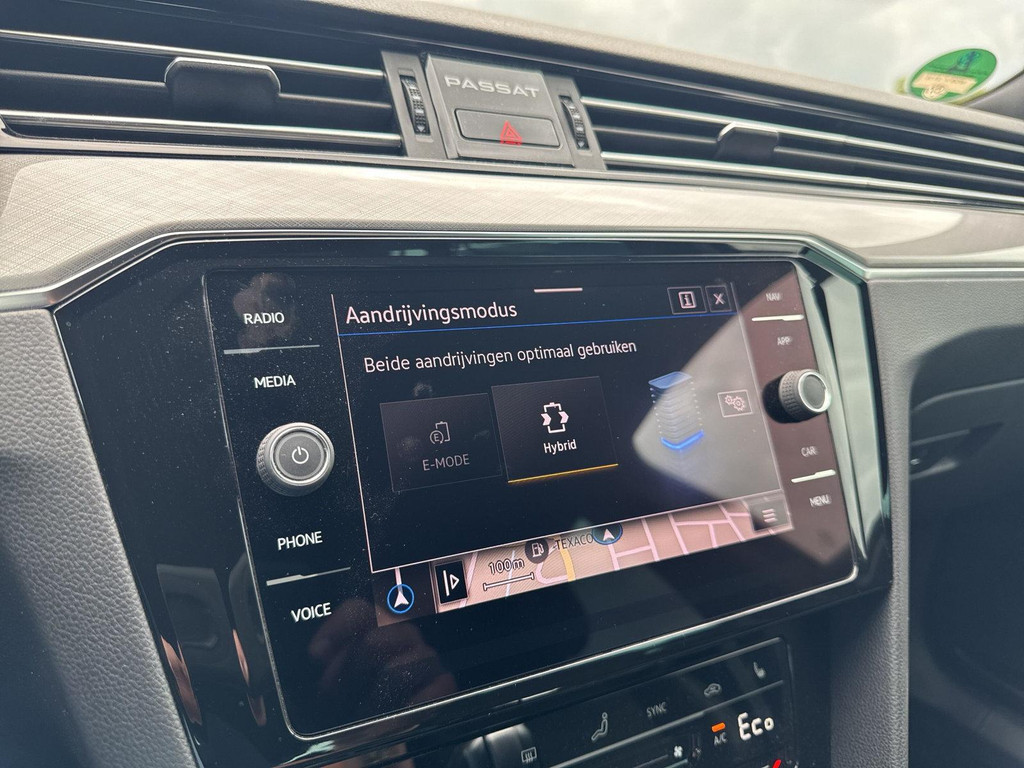 PASSAT
RADIO
MEDIA
PHONE
VOICE
Aandrijvingsmodus
i X
Beide aandrijvingen optimaal gebruiken
E
E-MODE
Hybrid
100m
TEXACO
NAV
APP
CAR
MENU
SYNC
A/C
Eco